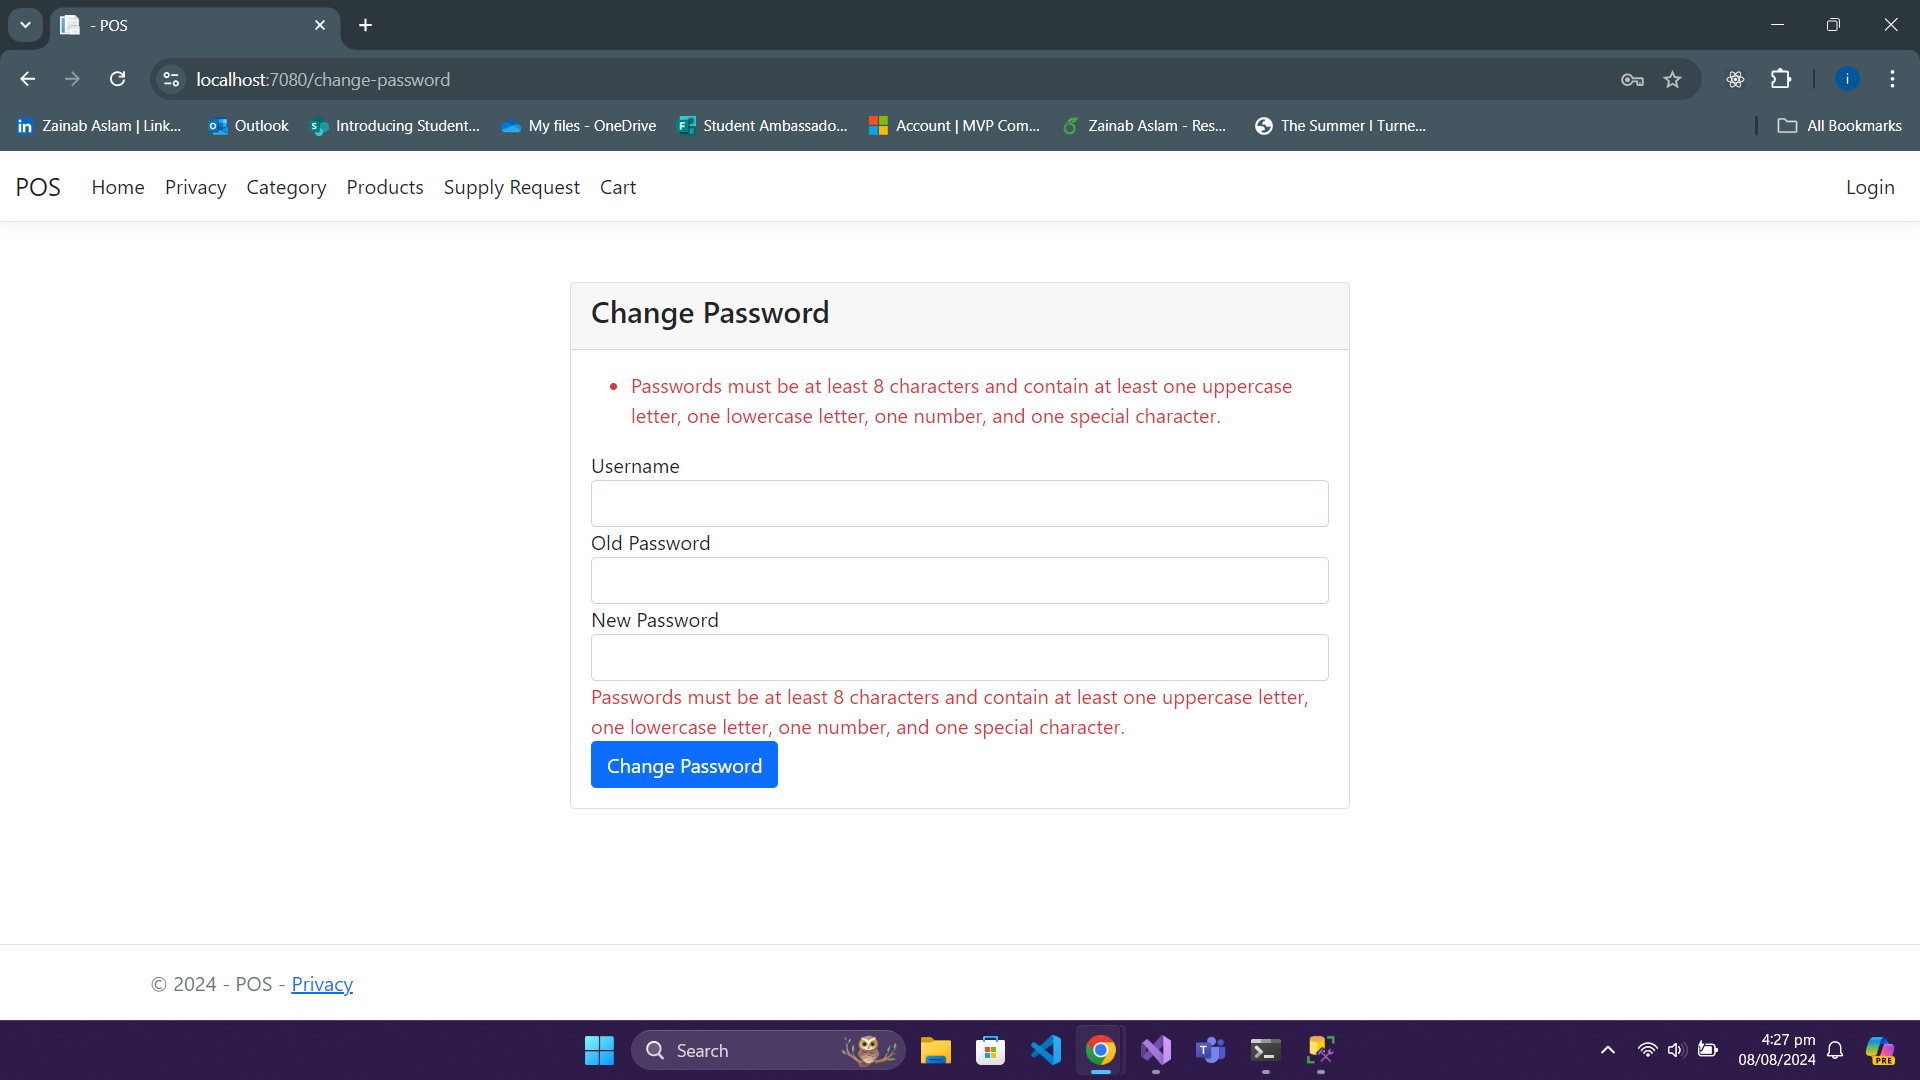 - POS
localhost:7080/change-password
i
Zainab Aslam | Link...
Outlook
Introducing Student...
My files - OneDrive
Student Ambassado...
Account | MVP Com...
Zainab Aslam - Res...
The Summer I Turne...
All Bookmarks
POS
Home
Privacy
Category
Products
Supply Request
Cart
Login
Change Password
Passwords must be at least 8 characters and contain at least one uppercase
letter, one lowercase letter, one number, and one special character.
Username
Old Password
New Password
Passwords must be at least 8 characters and contain at least one uppercase letter,
one lowercase letter, one number, and one special character.
Change Password
© 2024 - POS - Privacy
Search
4:27 pm
08/08/2024
PRE